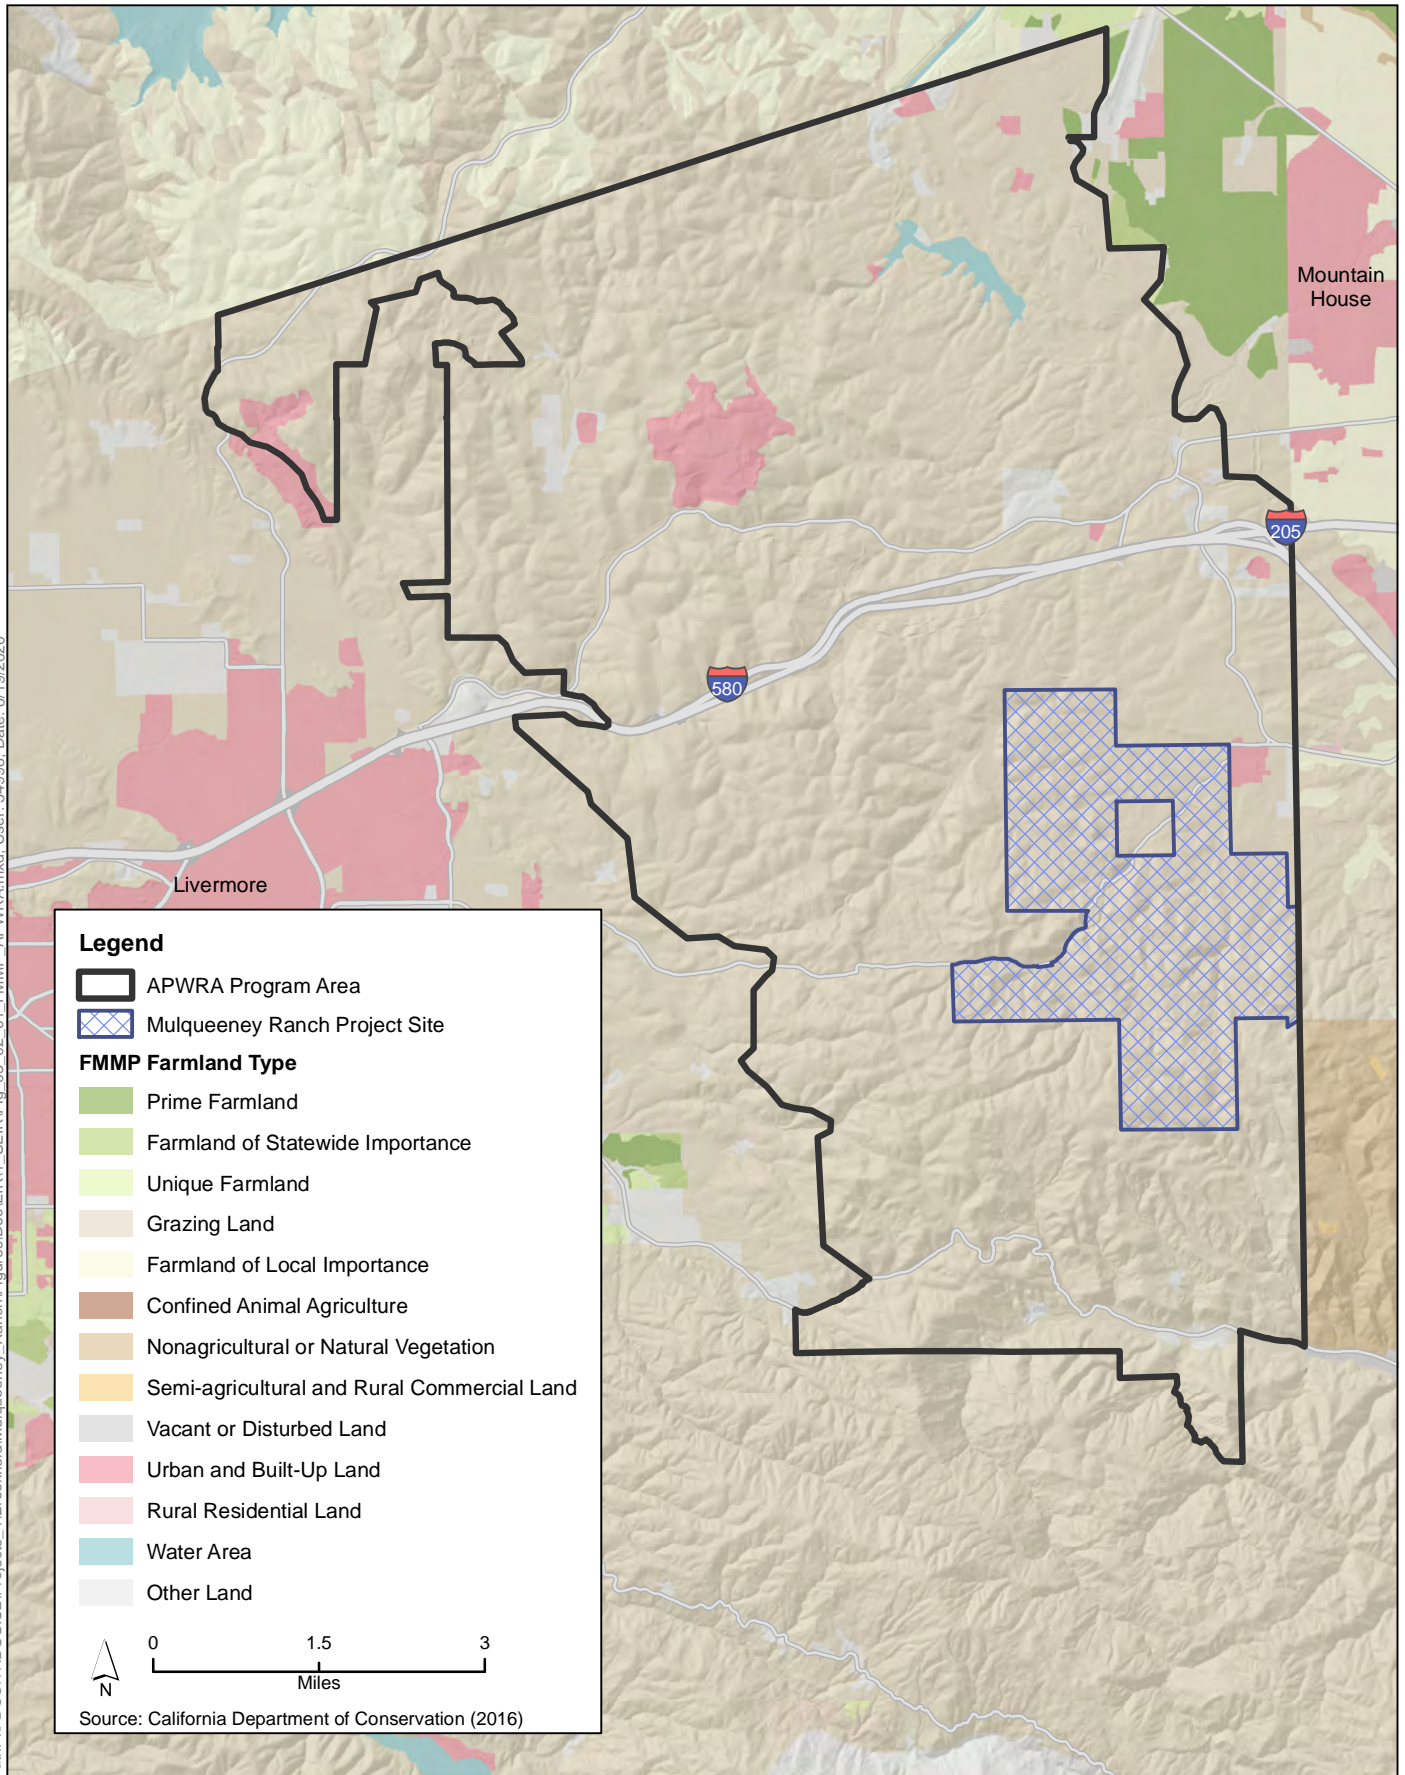 Mountain
House
205
580
Livermore
Legend
APWRA Program Area
Mulqueeney Ranch Project Site
FMMP Farmland Type
Prime Farmland
Farmland of Statewide Importance
Unique Farmland
Grazing Land
Farmland of Local Importance
Confined Animal Agriculture
Nonagricultural or Natural Vegetation
Semi-agricultural and Rural Commercial Land
Vacant or Disturbed Land
Urban and Built-Up Land
Rural Residential Land
Water Area
Other Land
0 1.5 3
Miles
N
Source: California Department of Conservation (2016)